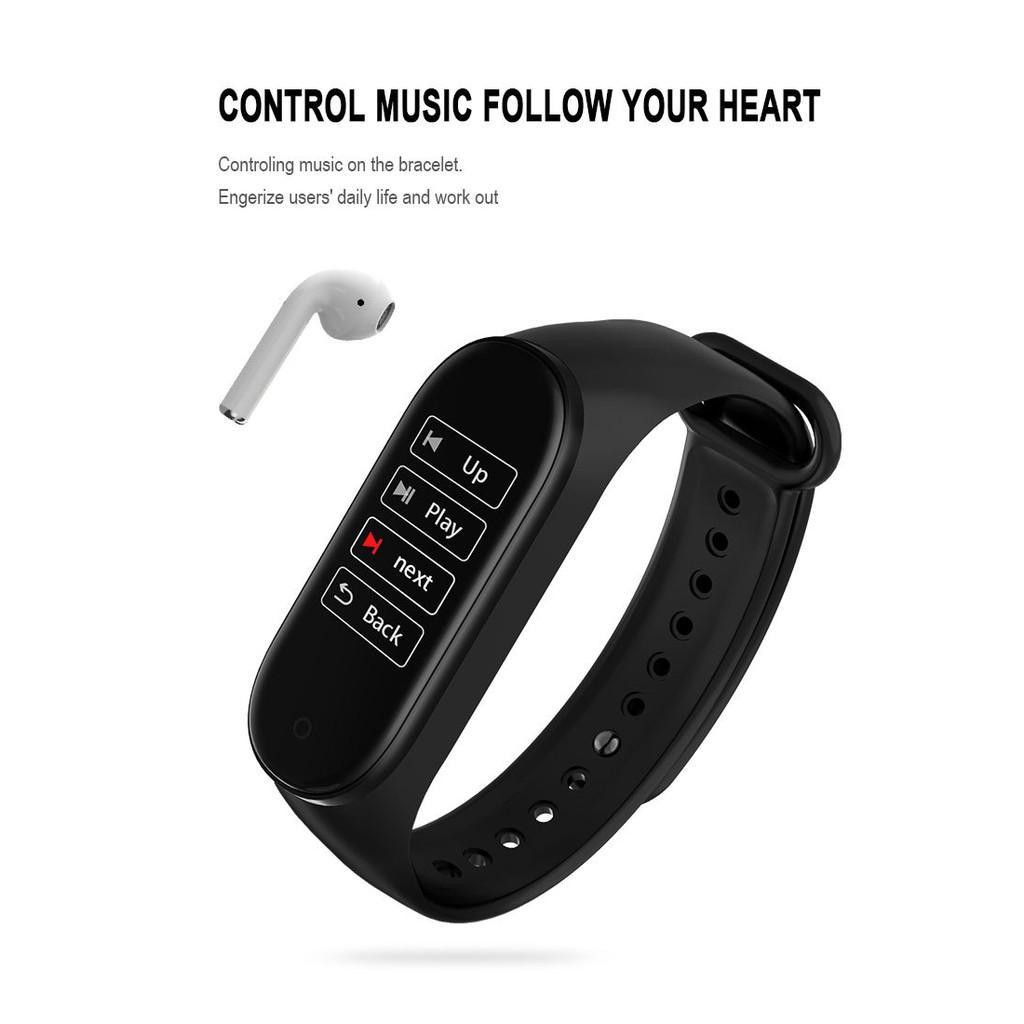 CONTROL MUSIC FOLLOW YOUR HEART
Controling music on the bracelet.
Engerize users' daily life and work out
Up
Play
next
Back